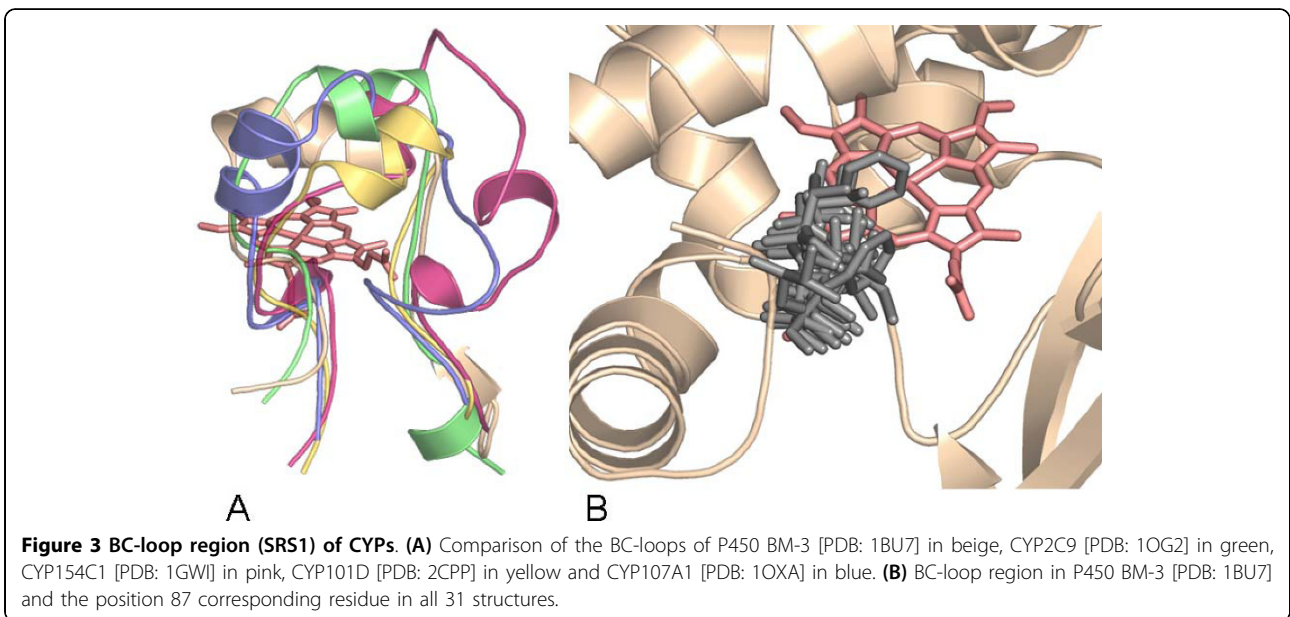 A
B
Figure 3 BC-loop region (SRS1) of CYPs. (A) Comparison of the BC-loops of P450 BM-3 [PDB: 1BU7] in beige, CYP2C9 [PDB: 1OG2] in green,
CYP154C1 [PDB: 1GWI] in pink, CYP101D [PDB: 2CPP] in yellow and CYP107A1 [PDB: 1OXA] in blue. (B) BC-loop region in P450 BM-3 [PDB: 1BU7]
and the position 87 corresponding residue in all 31 structures.